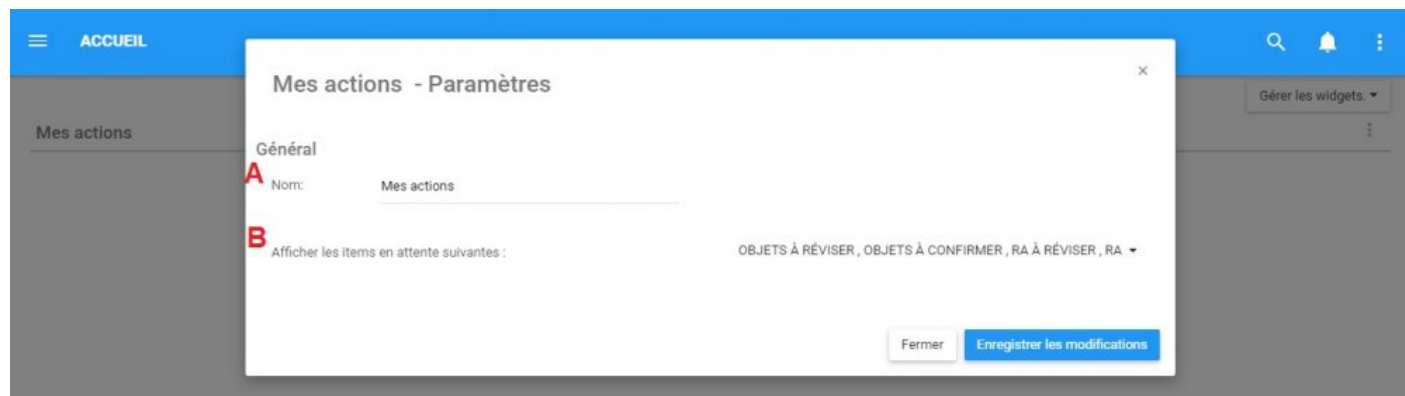 ACCUEIL
Mes actions - Paramètres
×
Gérer les widgets.
Mes actions
Général
A
Nom: Mes actions
B
Afficher les items en attente suivantes : OBJETS À RÉVISER , OBJETS À CONFIRMER , RA À RÉVISER , RA
Fermer Enregistrer les modifications